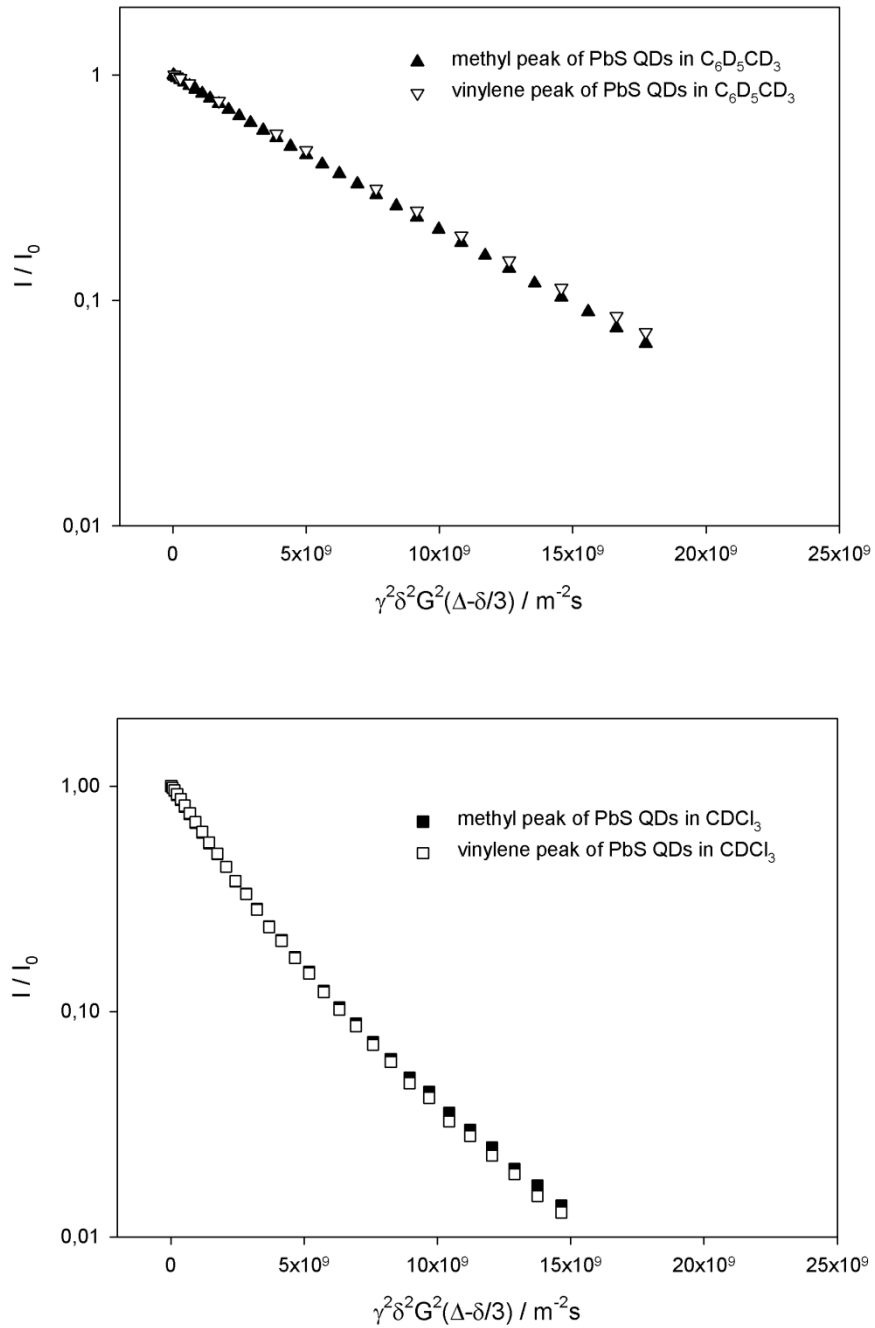 1
▲ methyl peak of PbS QDs in C₆D₅CD₃
▽ vinylene peak of PbS QDs in C₆D₅CD₃
I / I₀
0,1
0,01
0 5x10⁹ 10x10⁹ 15x10⁹ 20x10⁹ 25x10⁹
γ²δ²G²(Δ-δ/3) / m⁻²s
1,00
■ methyl peak of PbS QDs in CDCl₃
□ vinylene peak of PbS QDs in CDCl₃
I / I₀
0,10
0,01
0 5x10⁹ 10x10⁹ 15x10⁹ 20x10⁹ 25x10⁹
γ²δ²G²(Δ-δ/3) / m⁻²s